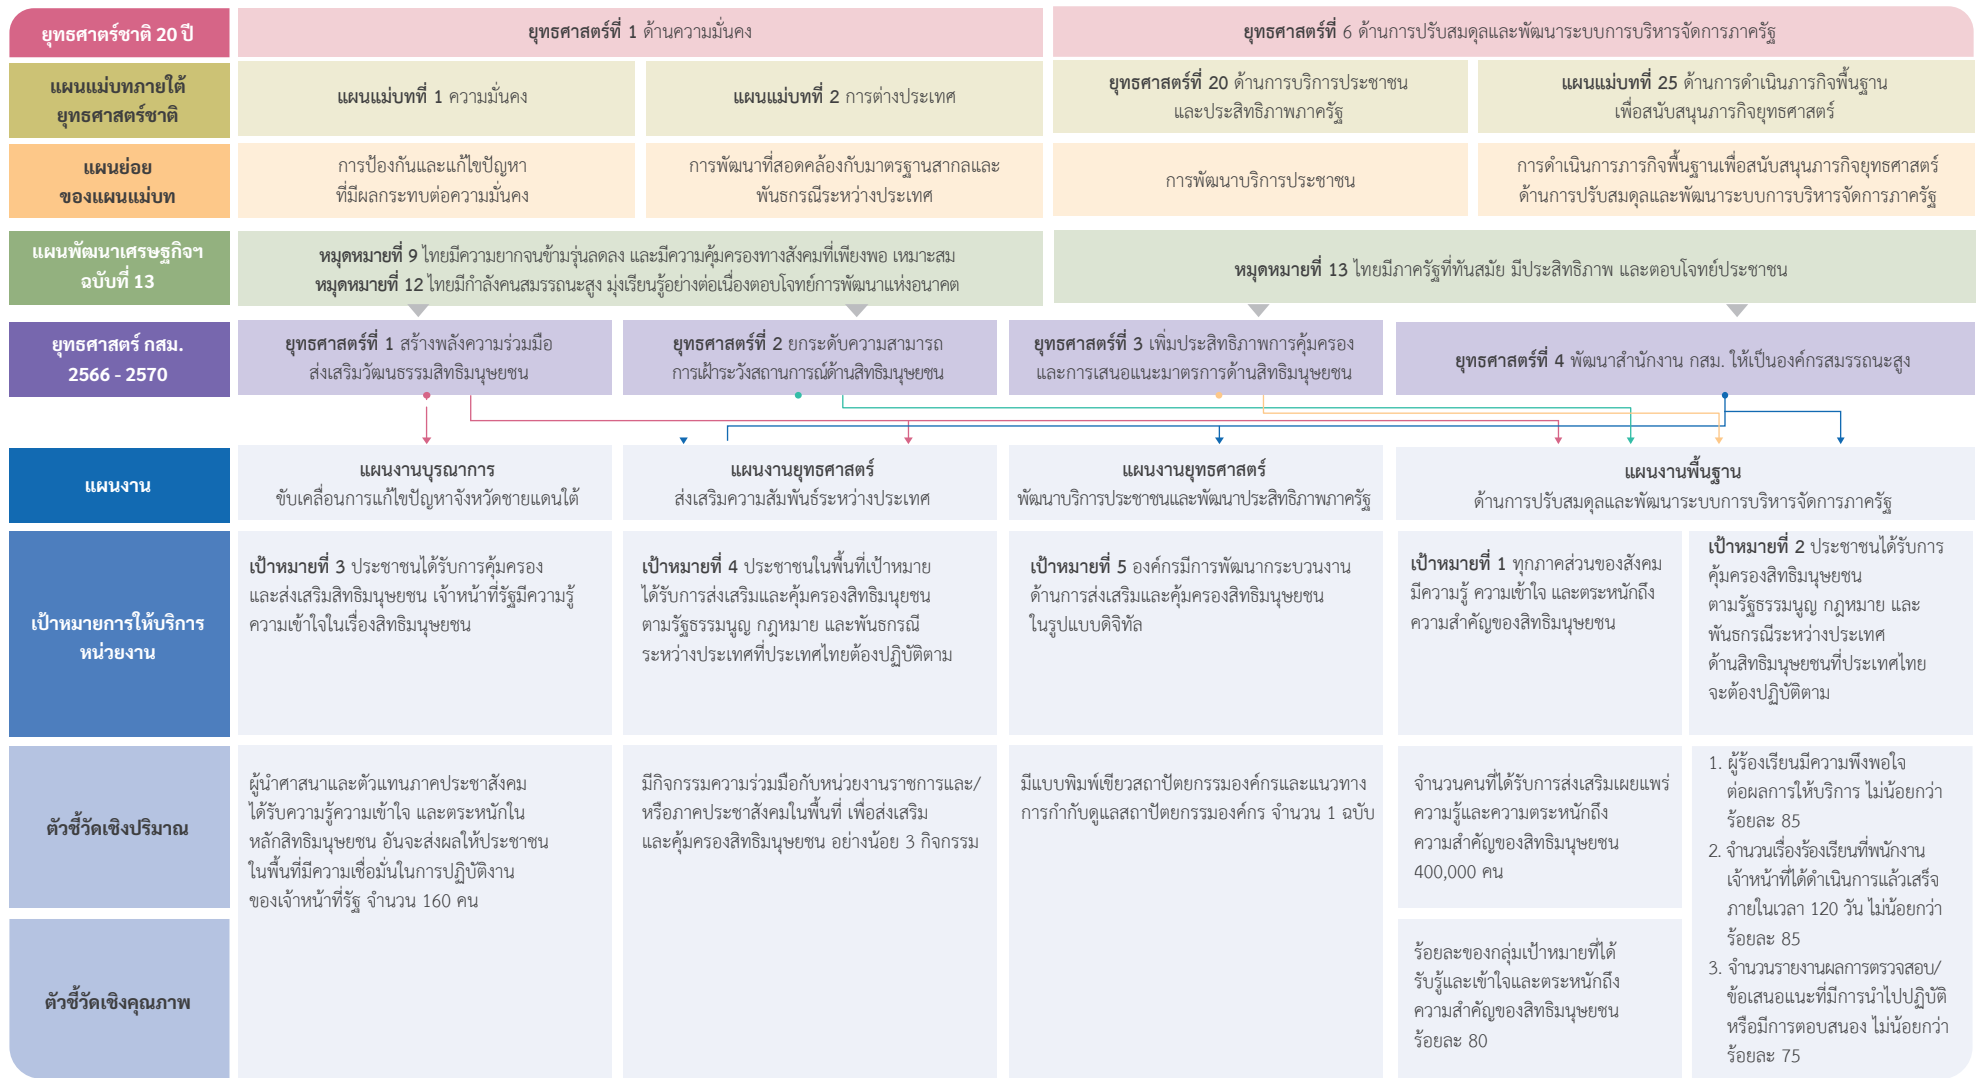 ยุทธศาตร์ชาติ 20 ปี
ยุทธศาสตร์ที่ 1 ด้านความมั่นคง
ยุทธศาสตร์ที่ 6 ด้านการปรับสมดุลและพัฒนาระบบการบริหารจัดการภาครัฐ
แผนแม่บทภายใต้
ยุทธศาสตร์ชาติ
แผนแม่บทที่ 1 ความมั่นคง
แผนแม่บทที่ 2 การต่างประเทศ
ยุทธศาสตร์ที่ 20 ด้านการบริการประชาชน
และประสิทธิภาพภาครัฐ
แผนแม่บทที่ 25 ด้านการดำเนินภารกิจพื้นฐาน
เพื่อสนับสนุนภารกิจยุทธศาสตร์
แผนย่อย
ของแผนแม่บท
การป้องกันและแก้ไขปัญหา
ที่มีผลกระทบต่อความมั่นคง
การพัฒนาที่สอดคล้องกับมาตรฐานสากลและ
พันธกรณีระหว่างประเทศ
การพัฒนาบริการประชาชน
การดำเนินการภารกิจพื้นฐานเพื่อสนับสนุนภารกิจยุทธศาสตร์
ด้านการปรับสมดุลและพัฒนาระบบการบริหารจัดการภาครัฐ
แผนพัฒนาเศรษฐกิจฯ
ฉบับที่ 13
หมุดหมายที่ 9 ไทยมีความยากจนข้ามรุ่นลดลง และมีความคุ้มครองทางสังคมที่เพียงพอ เหมาะสม
หมุดหมายที่ 12 ไทยมีกำลังคนสมรรถนะสูง มุ่งเรียนรู้อย่างต่อเนื่องตอบโจทย์การพัฒนาแห่งอนาคต
หมุดหมายที่ 13 ไทยมีภาครัฐที่ทันสมัย มีประสิทธิภาพ และตอบโจทย์ประชาชน
ยุทธศาสตร์ กสม.
2566 - 2570
ยุทธศาสตร์ที่ 1 สร้างพลังความร่วมมือ
ส่งเสริมวัฒนธรรมสิทธิมนุษยชน
ยุทธศาสตร์ที่ 2 ยกระดับความสามารถ
การเฝ้าระวังสถานการณ์ด้านสิทธิมนุษยชน
ยุทธศาสตร์ที่ 3 เพิ่มประสิทธิภาพการคุ้มครอง
และการเสนอแนะมาตรการด้านสิทธิมนุษยชน
ยุทธศาสตร์ที่ 4 พัฒนาสำนักงาน กสม. ให้เป็นองค์กรสมรรถนะสูง
แผนงาน
แผนงานบุรณาการ
ขับเคลื่อนการแก้ไขปัญหาจังหวัดชายแดนใต้
แผนงานยุทธศาสตร์
ส่งเสริมความสัมพันธ์ระหว่างประเทศ
แผนงานยุทธศาสตร์
พัฒนาบริการประชาชนและพัฒนาประสิทธิภาพภาครัฐ
แผนงานพื้นฐาน
ด้านการปรับสมดุลและพัฒนาระบบการบริหารจัดการภาครัฐ
เป้าหมายการให้บริการ
หน่วยงาน
เป้าหมายที่ 3 ประชาชนได้รับการคุ้มครอง
และส่งเสริมสิทธิมนุษยชน เจ้าหน้าที่รัฐมีความรู้
ความเข้าใจในเรื่องสิทธิมนุษยชน
เป้าหมายที่ 4 ประชาชนในพื้นที่เป้าหมาย
ได้รับการส่งเสริมและคุ้มครองสิทธิมนุยชน
ตามรัฐธรรมนูญ กฎหมาย และพันธกรณี
ระหว่างประเทศที่ประเทศไทยต้องปฏิบัติตาม
เป้าหมายที่ 5 องค์กรมีการพัฒนากระบวนงาน
ด้านการส่งเสริมและคุ้มครองสิทธิมนุษยชน
ในรูปแบบดิจิทัล
เป้าหมายที่ 1 ทุกภาคส่วนของสังคม
มีความรู้ ความเข้าใจ และตระหนักถึง
ความสำคัญของสิทธิมนุษยชน
เป้าหมายที่ 2 ประชาชนได้รับการ
คุ้มครองสิทธิมนุษยชน
ตามรัฐธรรมนูญ กฎหมาย และ
พันธกรณีระหว่างประเทศ
ด้านสิทธิมนุษยชนที่ประเทศไทย
จะต้องปฏิบัติตาม
ตัวชี้วัดเชิงปริมาณ
ผู้นำศาสนาและตัวแทนภาคประชาสังคม
ได้รับความรู้ความเข้าใจ และตระหนักใน
หลักสิทธิมนุษยชน อันจะส่งผลให้ประชาชน
ในพื้นที่มีความเชื่อมั่นในการปฏิบัติงาน
ของเจ้าหน้าที่รัฐ จำนวน 160 คน
มีกิจกรรมความร่วมมือกับหน่วยงานราชการและ/
หรือภาคประชาสังคมในพื้นที่ เพื่อส่งเสริม
และคุ้มครองสิทธิมนุษยชน อย่างน้อย 3 กิจกรรม
มีแบบพิมพ์เขียวสถาปัตยกรรมองค์กรและแนวทาง
การกำกับดูแลสถาปัตยกรรมองค์กร จำนวน 1 ฉบับ
จำนวนคนที่ได้รับการส่งเสริมเผยแพร่
ความรู้และความตระหนักถึง
ความสำคัญของสิทธิมนุษยชน
400,000 คน
1. ผู้ร้องเรียนมีความพึงพอใจ
ต่อผลการให้บริการ ไม่น้อยกว่า
ร้อยละ 85
2. จำนวนเรื่องร้องเรียนที่พนักงาน
เจ้าหน้าที่ได้ดำเนินการแล้วเสร็จ
ภายในเวลา 120 วัน ไม่น้อยกว่า
ร้อยละ 85
3. จำนวนรายงานผลการตรวจสอบ/
ข้อเสนอแนะที่มีการนำไปปฏิบัติ
หรือมีการตอบสนอง ไม่น้อยกว่า
ร้อยละ 75
ตัวชี้วัดเชิงคุณภาพ
ร้อยละของกลุ่มเป้าหมายที่ได้
รับรู้และเข้าใจและตระหนักถึง
ความสำคัญของสิทธิมนุษยชน
ร้อยละ 80